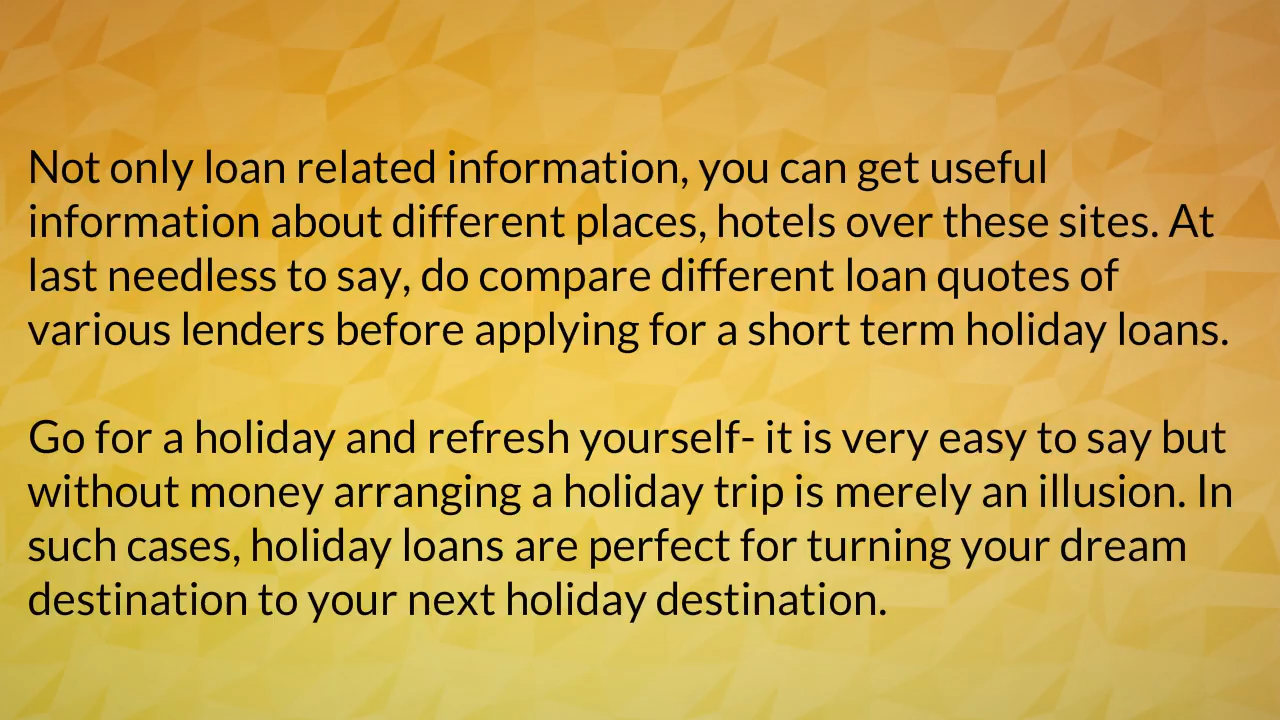 Not only loan related information, you can get useful
information about different places, hotels over these sites. At
last needless to say, do compare different loan quotes of
various lenders before applying for a short term holiday loans.
Go for a holiday and refresh yourself- it is very easy to say but
without money arranging a holiday trip is merely an illusion. In
such cases, holiday loans are perfect for turning your dream
destination to your next holiday destination.